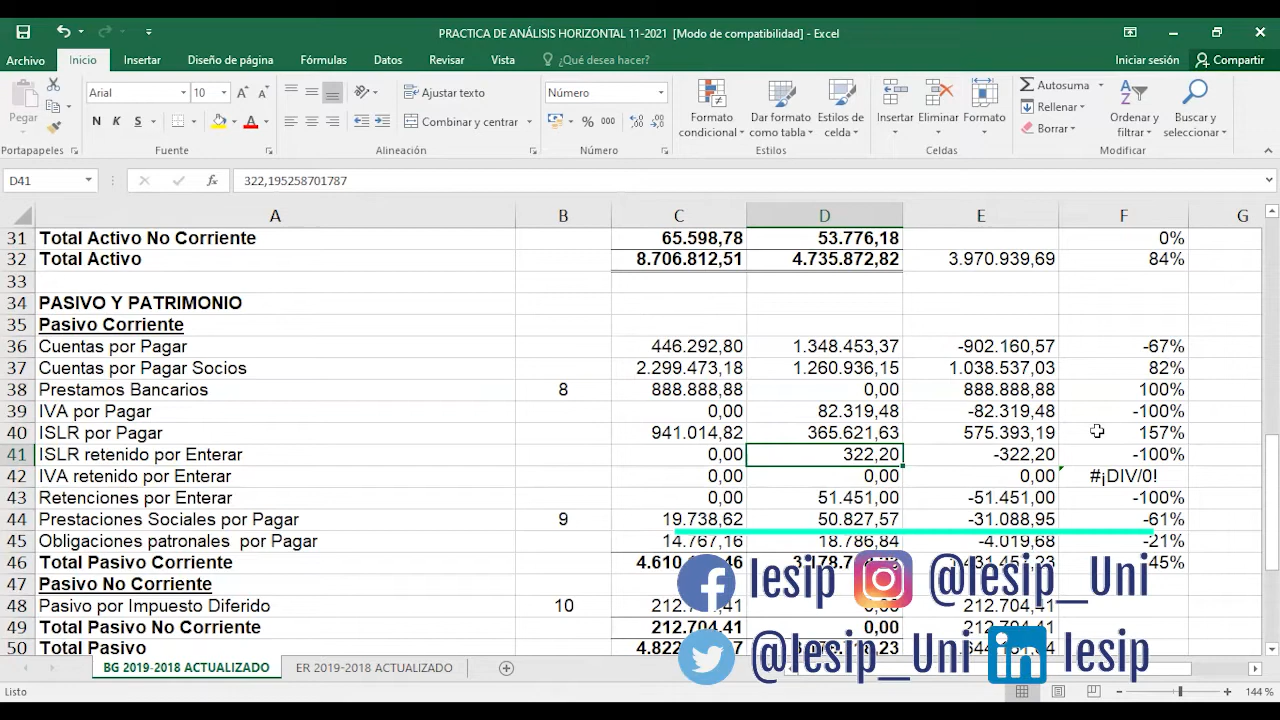 PRACTICA DE ANÁLISIS HORIZONTAL 11-2021 [Modo de compatibilidad] - Excel
Archivo Inicio Insertar Diseño de página Fórmulas Datos Revisar Vista ¿Qué desea hacer? Iniciar sesión Compartir
Arial 10 Ajustar texto Número Autosuma
Pegar N K S Combinar y centrar % 000 Formato condicional Dar formato como tabla Estilos de celda Insertar Eliminar Formato Rellenar Borrar Ordenar y filtrar Buscar y seleccionar
Portapapeles Fuente Alineación Número Estilos Celdas Modificar
D41 fx 322,195258701787
A B C D E F G
31 Total Activo No Corriente 65.598,78 53.776,18 0%
32 Total Activo 8.706.812,51 4.735.872,82 3.970.939,69 84%
33
34 PASIVO Y PATRIMONIO
35 Pasivo Corriente
36 Cuentas por Pagar 446.292,80 1.348.453,37 -902.160,57 -67%
37 Cuentas por Pagar Socios 2.299.473,18 1.260.936,15 1.038.537,03 82%
38 Prestamos Bancarios 8 888.888,88 0,00 888.888,88 100%
39 IVA por Pagar 0,00 82.319,48 -82.319,48 -100%
40 ISLR por Pagar 941.014,82 365.621,63 575.393,19 157%
41 ISLR retenido por Enterar 0,00 322,20 -322,20 -100%
42 IVA retenido por Enterar 0,00 0,00 0,00 #¡DIV/0!
43 Retenciones por Enterar 0,00 51.451,00 -51.451,00 -100%
44 Prestaciones Sociales por Pagar 9 19.738,62 50.827,57 -31.088,95 -61%
45 Obligaciones patronales por Pagar 14.767,16 18.786,84 -4.019,68 -21%
46 Total Pasivo Corriente 45%
47 Pasivo No Corriente
48 Pasivo por Impuesto Diferido 10 212.704,41 0,00 212.704,41
49 Total Pasivo No Corriente 212.704,41 0,00
50 Total Pasivo
Iesip @Iesip_Uni
@Iesip_Uni Iesip
BG 2019-2018 ACTUALIZADO ER 2019-2018 ACTUALIZADO
Listo 144 %